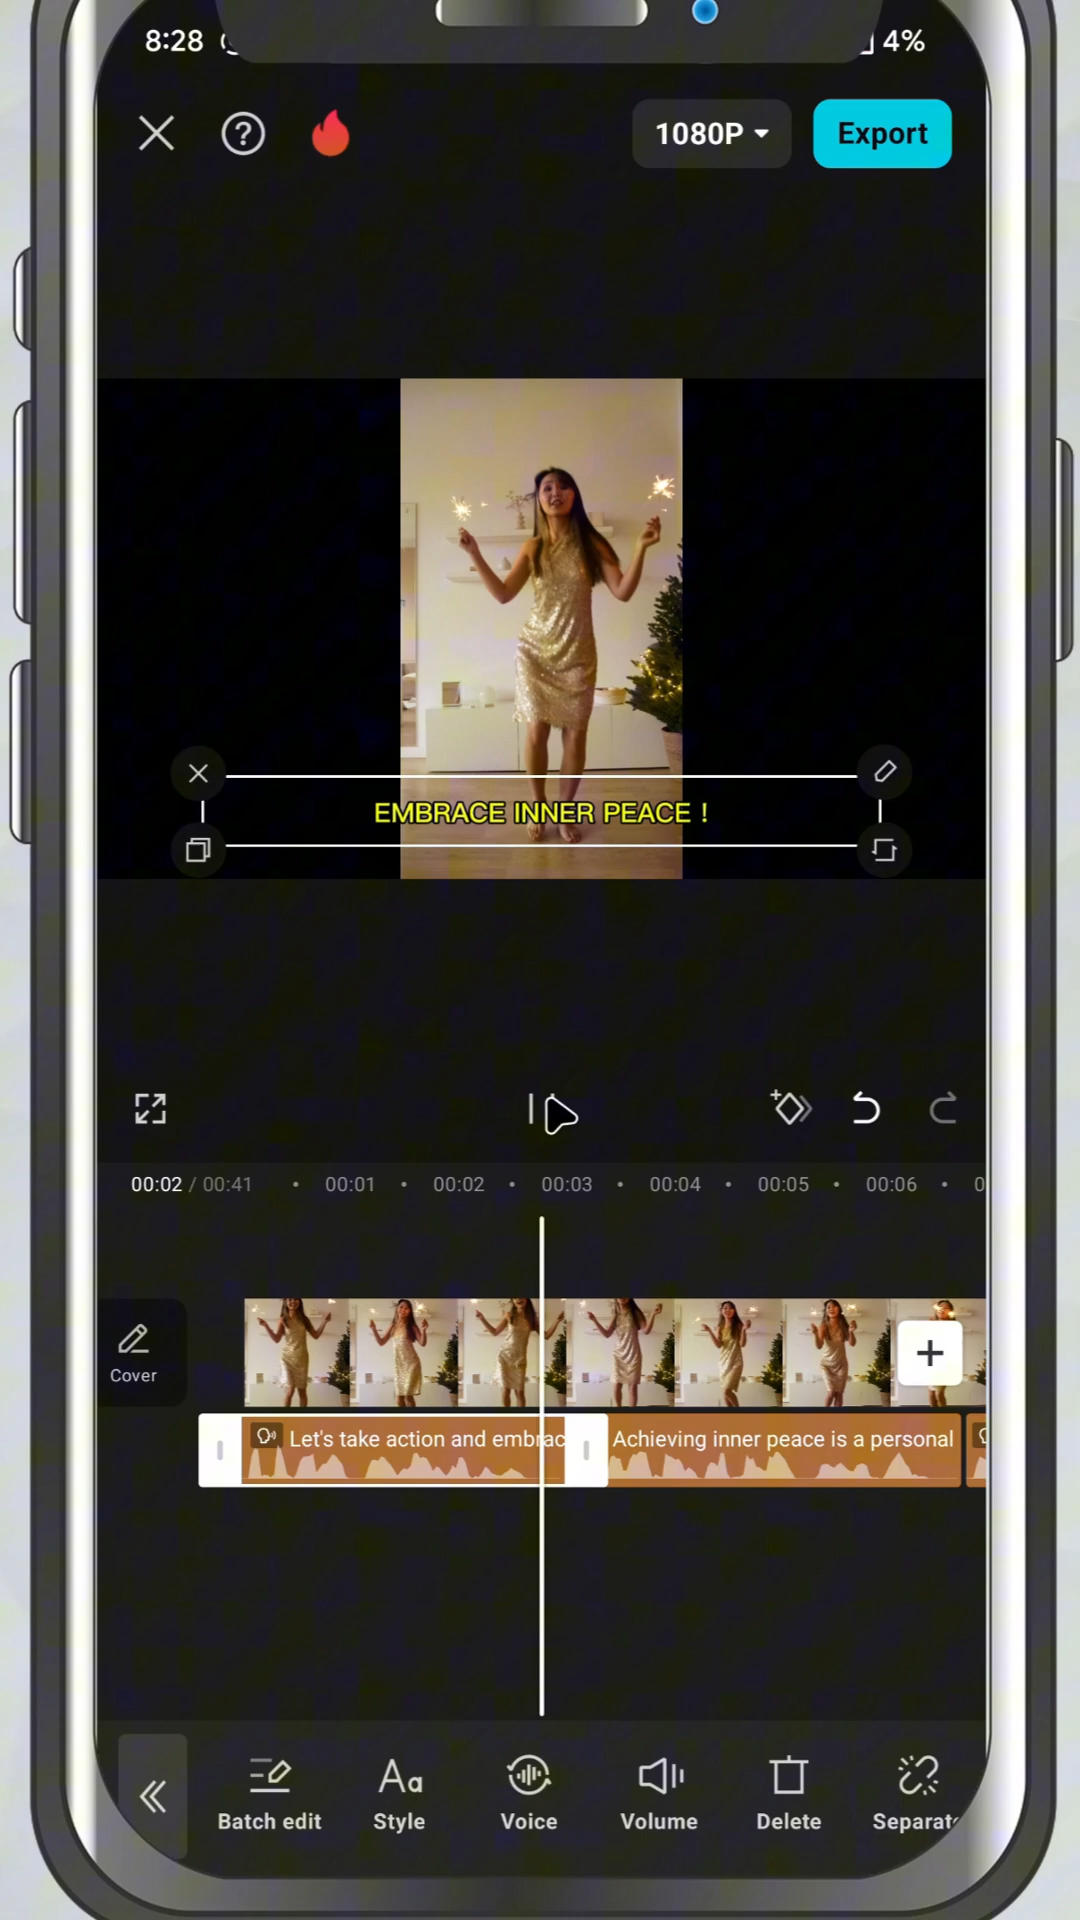 8:28
4%
1080P
Export
EMBRACE INNER PEACE !
00:02 / 00:41
00:01
00:02
00:03
00:04
00:05
00:06
Cover
Let's take action and embrac
Achieving inner peace is a personal
Batch edit
Style
Voice
Volume
Delete
Separat